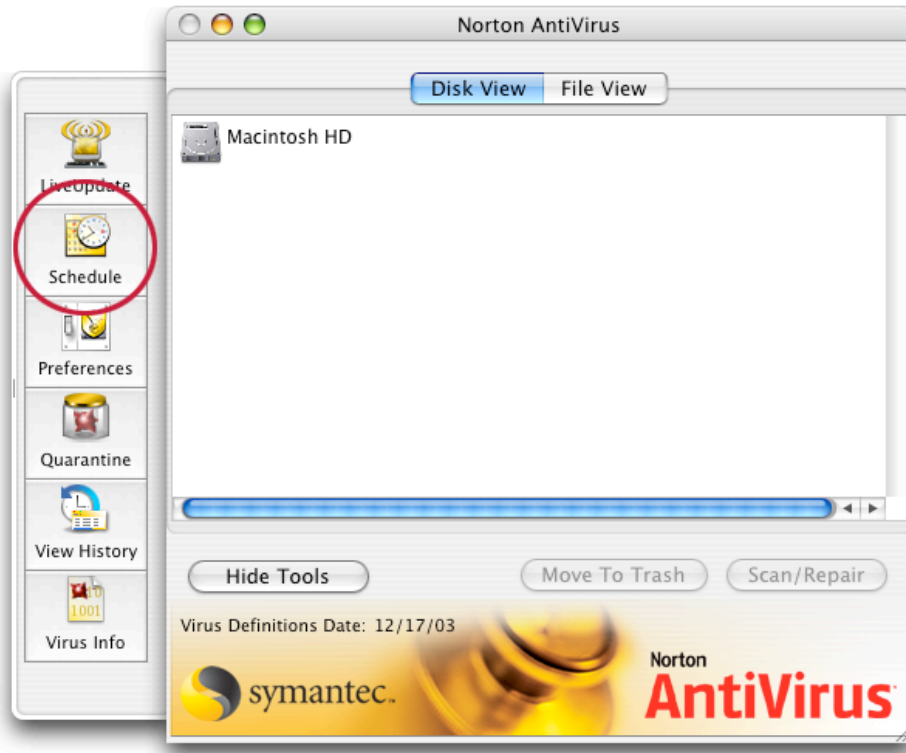 Norton AntiVirus
Disk View File View
Macintosh HD
LiveUpdate
Schedule
Preferences
Quarantine
View History
Virus Info
1001
Hide Tools Move To Trash Scan/Repair
Virus Definitions Date: 12/17/03
symantec.
Norton
AntiVirus